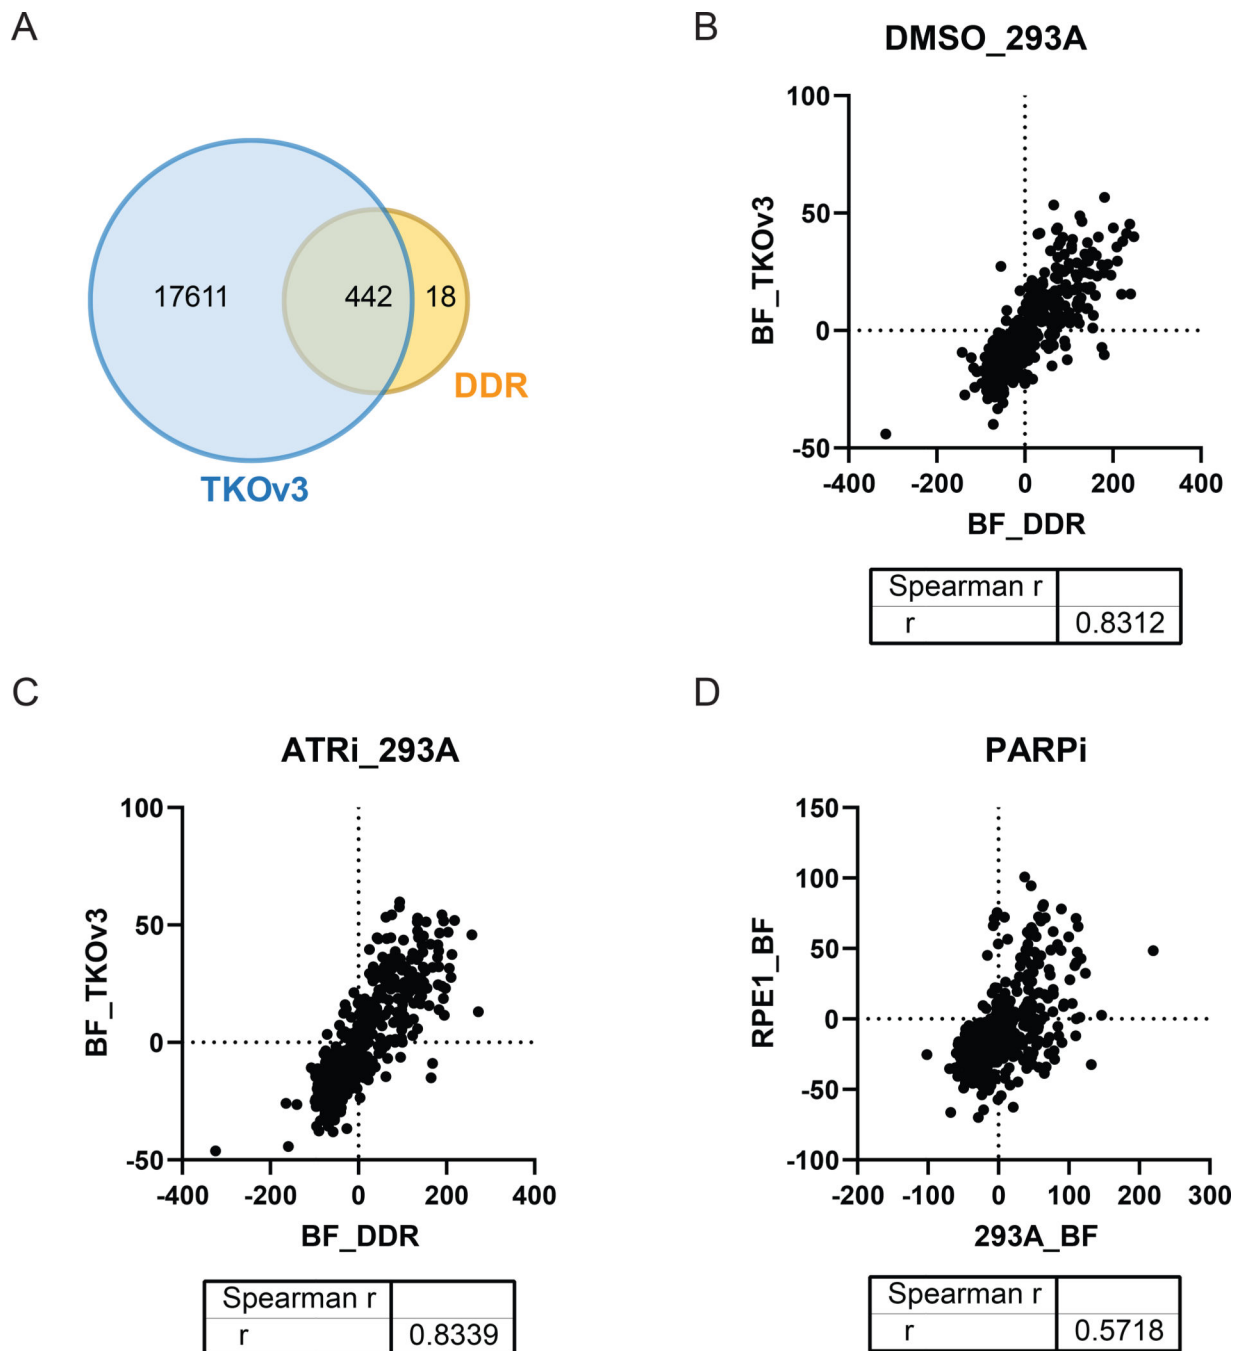 A
17611
442
18
DDR
TKOv3
B
DMSO_293A
100
50
0
-50
BF_TKOv3
-400
-200
0
200
400
BF_DDR
Spearman r
r 0.8312
C
ATRi_293A
100
50
0
-50
BF_TKOv3
-400
-200
0
200
400
BF_DDR
Spearman r
r 0.8339
D
PARPi
150
100
50
0
-50
-100
RPE1_BF
-200
-100
0
100
200
300
293A_BF
Spearman r
r 0.5718